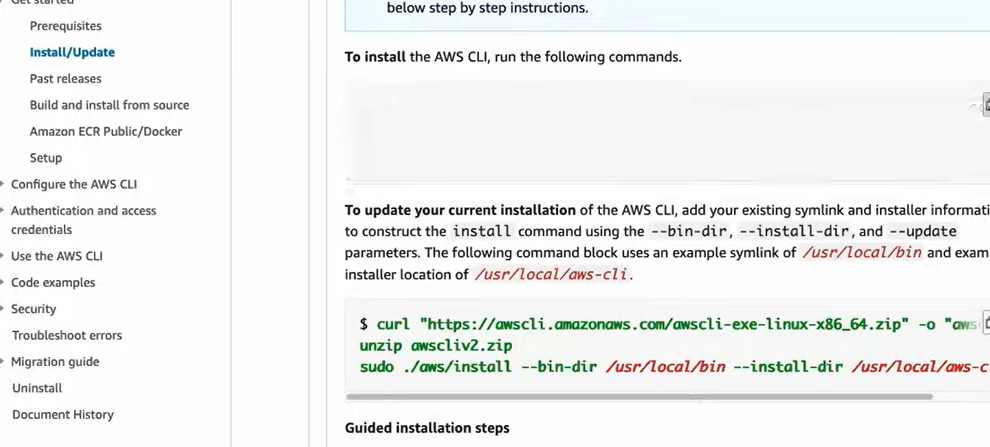 Get started
Prerequisites
Install/Update
Past releases
Build and install from source
Amazon ECR Public/Docker
Setup
Configure the AWS CLI
Authentication and access
credentials
Use the AWS CLI
Code examples
Security
Troubleshoot errors
Migration guide
Uninstall
Document History
below step by step instructions.
To install the AWS CLI, run the following commands.
To update your current installation of the AWS CLI, add your existing symlink and installer informati
to construct the install command using the --bin-dir, --install-dir, and --update
parameters. The following command block uses an example symlink of /usr/local/bin and exam
installer location of /usr/local/aws-cli.
$ curl "https://awscli.amazonaws.com/awscli-exe-linux-x86_64.zip" -o "aws
unzip awscliv2.zip
sudo ./aws/install --bin-dir /usr/local/bin --install-dir /usr/local/aws-c
Guided installation steps